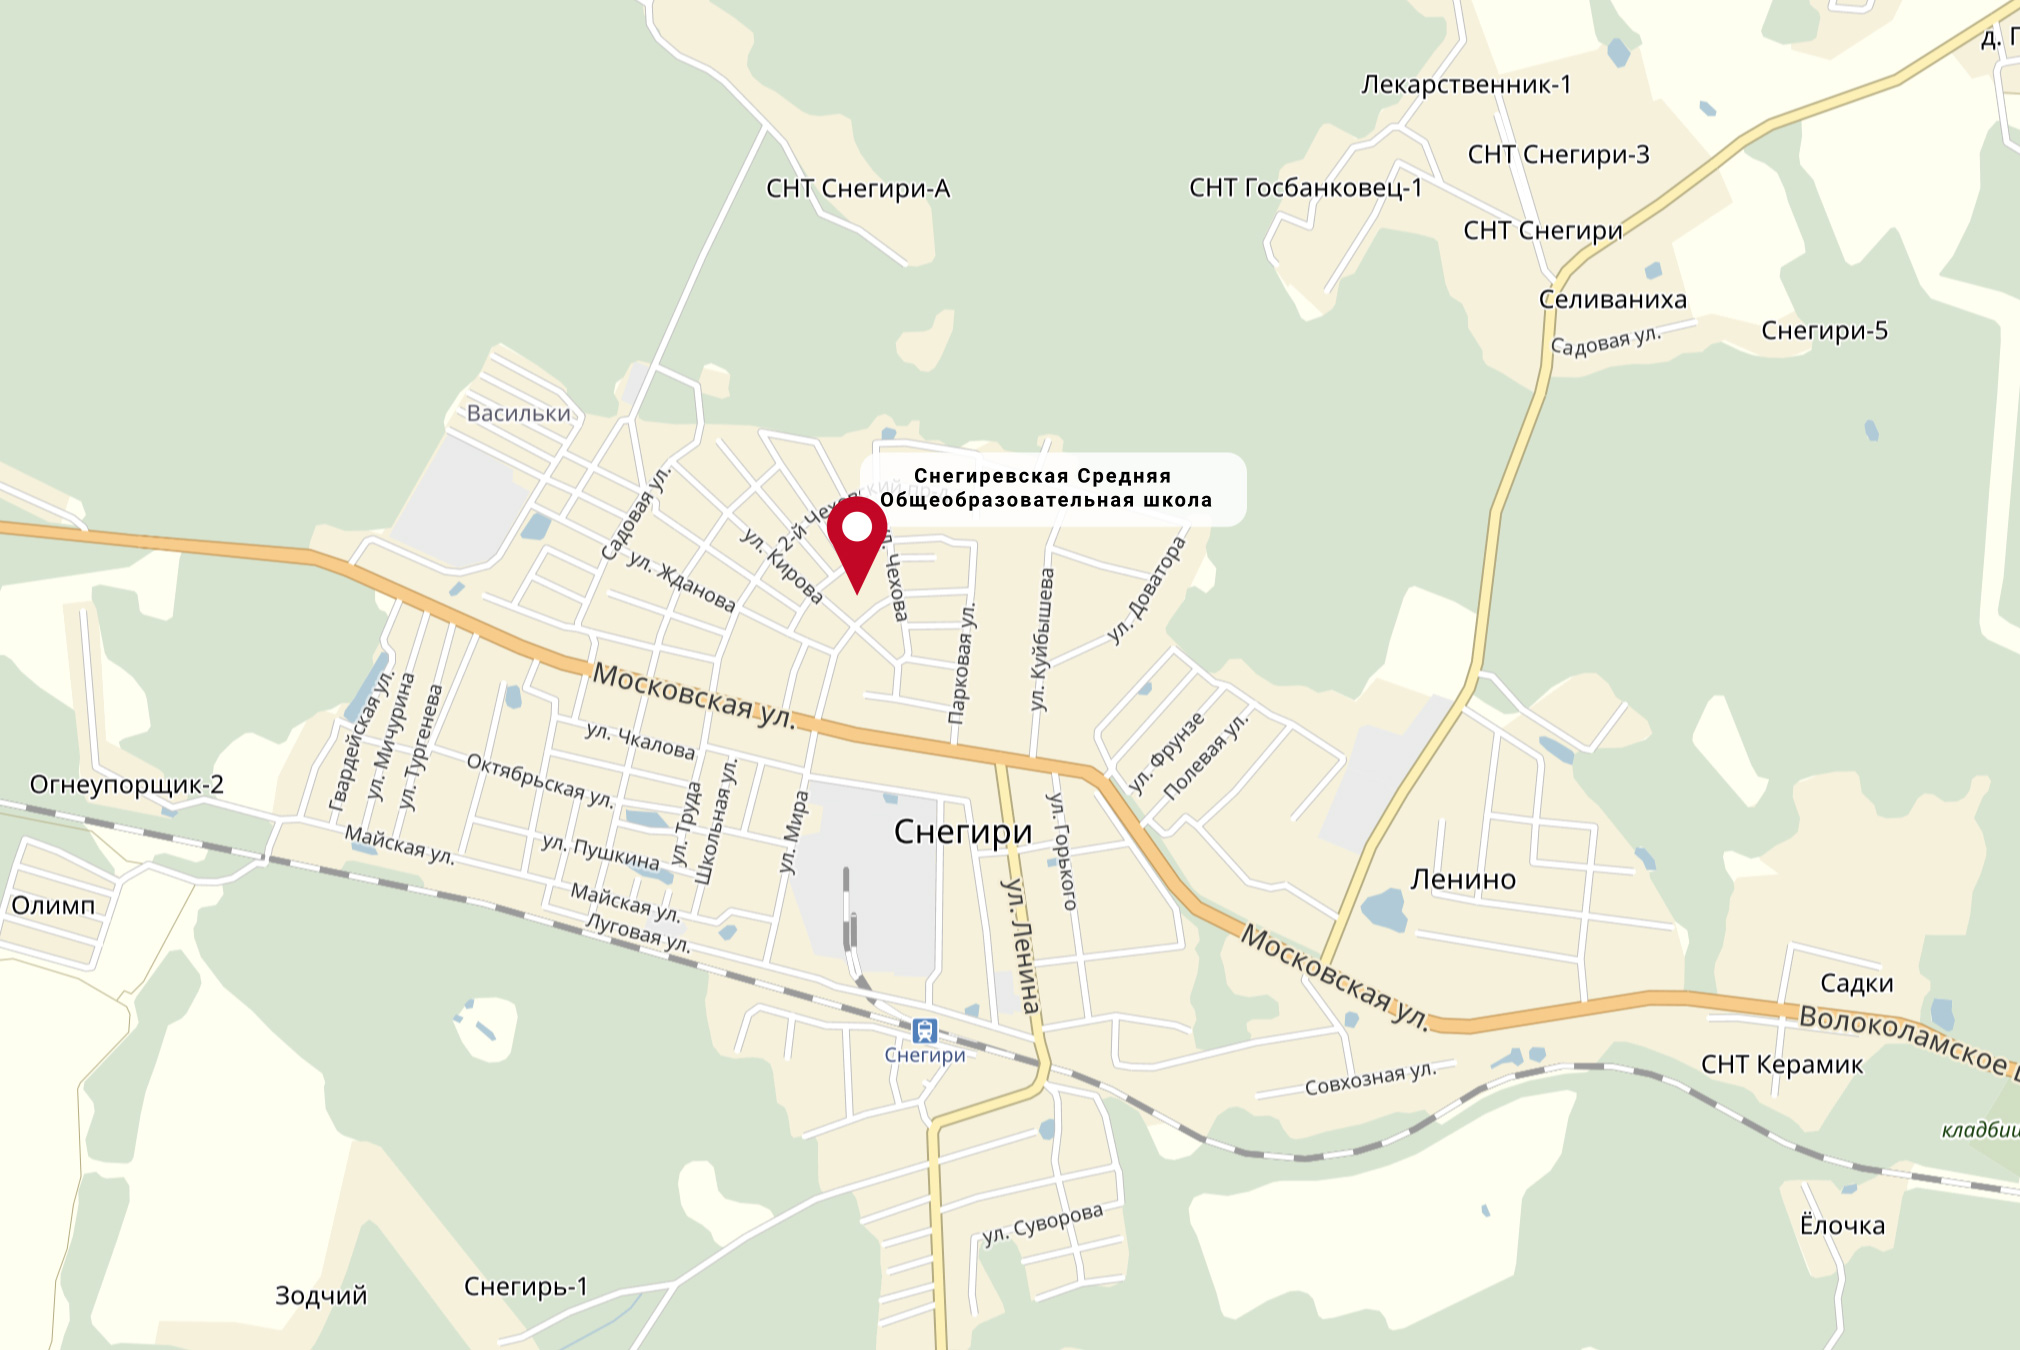 д. Г
Лекарственник-1
СНТ Снегири-3
СНТ Снегири-А
СНТ Госбанковец-1
СНТ Снегири
Селиваниха
Садовая ул.
Снегири-5
Васильки
Снегиревская Средняя
Общеобразовательная школа
Садовая ул.
2-й Чеховский пр-д
ул. Кирова
ул. Жданова
ул. Чехова
Парковая ул.
ул. Куйбышева
ул. Доватора
Московская ул.
Гвардейская ул.
ул. Мичурина
ул. Тургенева
ул. Чкалова
Октябрьская ул.
ул. Фрунзе
Полевая ул.
Огнеупорщик-2
ул. Труда
Школьная ул.
ул. Мира
Снегири
ул. Горького
Майская ул.
ул. Пушкина
Ленино
Олимп
Майская ул.
Луговая ул.
ул. Ленина
Московская ул.
Садки
Волоколамское
Снегири
СНТ Керамик
Совхозная ул.
кладбищ
ул. Суворова
Ёлочка
Зодчий
Снегирь-1